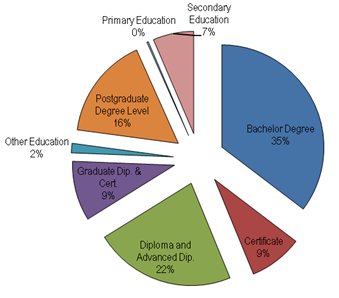 Primary Education
0%
Secondary
Education
7%
Bachelor Degree
35%
Certificate
9%
Diploma and
Advanced Dip.
22%
Graduate Dip. &
Cert.
9%
Other Education
2%
Postgraduate
Degree Level
16%